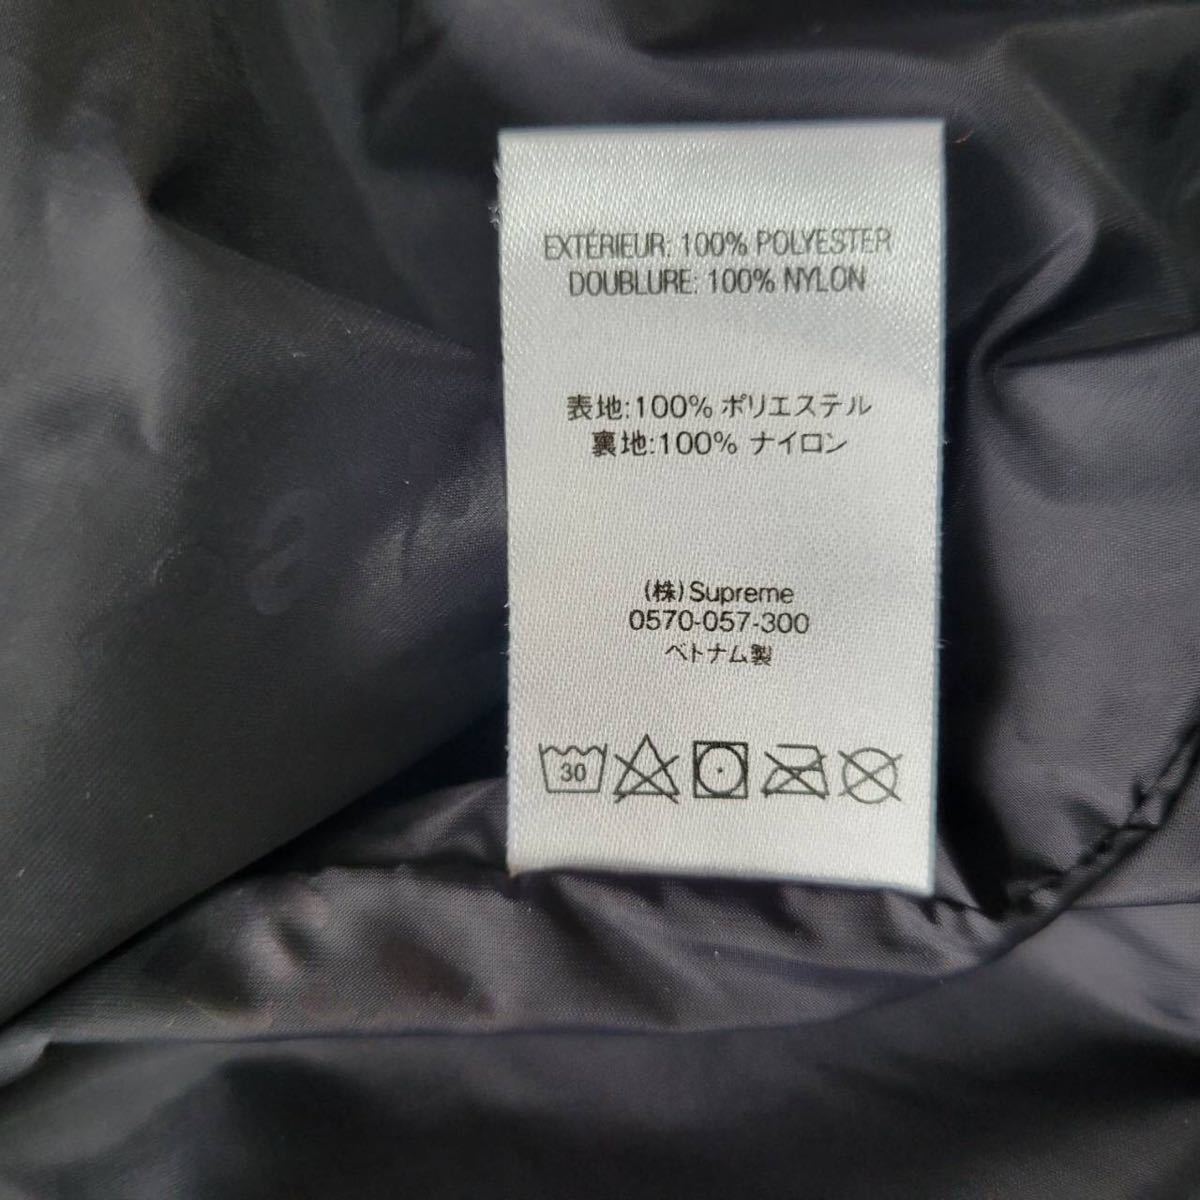 EXTÉRIEUR: 100% POLYESTER
DOUBLURE: 100% NYLON
表地:100% ポリエステル
裏地:100% ナイロン
(株)Supreme
0570-057-300
ベトナム製
30